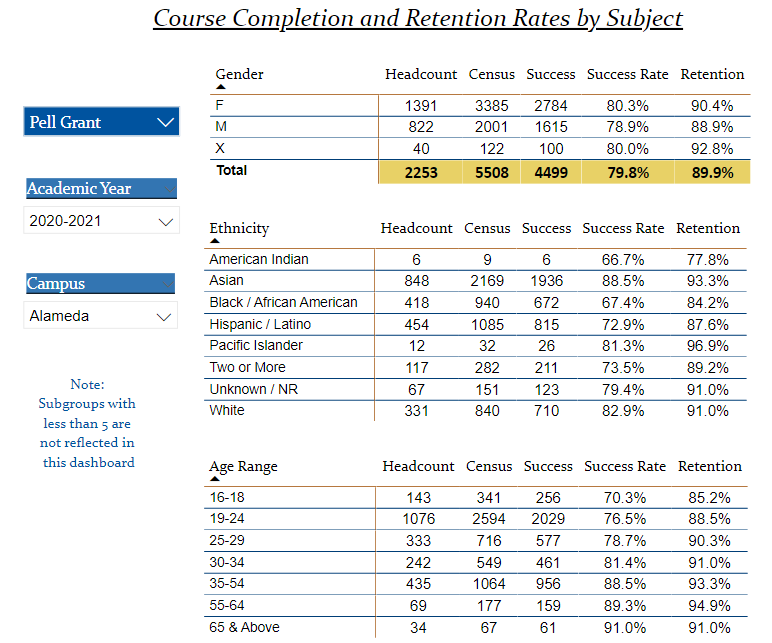 Course Completion and Retention Rates by Subject
Pell Grant
Academic Year
2020-2021
Campus
Alameda
Note:
Subgroups with
less than 5 are
not reflected in
this dashboard
Gender Headcount Census Success Success Rate Retention
F 1391 3385 2784 80.3% 90.4%
M 822 2001 1615 78.9% 88.9%
X 40 122 100 80.0% 92.8%
Total 2253 5508 4499 79.8% 89.9%
Ethnicity Headcount Census Success Success Rate Retention
American Indian 6 9 6 66.7% 77.8%
Asian 848 2169 1936 88.5% 93.3%
Black / African American 418 940 672 67.4% 84.2%
Hispanic / Latino 454 1085 815 72.9% 87.6%
Pacific Islander 12 32 26 81.3% 96.9%
Two or More 117 282 211 73.5% 89.2%
Unknown / NR 67 151 123 79.4% 91.0%
White 331 840 710 82.9% 91.0%
Age Range Headcount Census Success Success Rate Retention
16-18 143 341 256 70.3% 85.2%
19-24 1076 2594 2029 76.5% 88.5%
25-29 333 716 577 78.7% 90.3%
30-34 242 549 461 81.4% 91.0%
35-54 435 1064 956 88.5% 93.3%
55-64 69 177 159 89.3% 94.9%
65 & Above 34 67 61 91.0% 91.0%